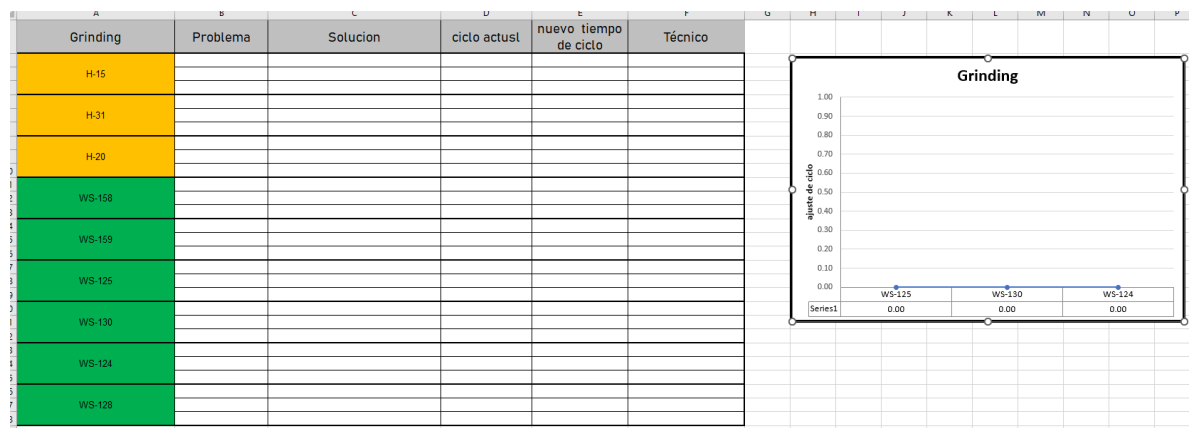 A B C D E F G H I J K L M N O P
Grinding Problema Solucion ciclo actusl nuevo tiempo de ciclo Técnico
H-15
H-31
H-20
WS-158
WS-159
WS-125
WS-130
WS-124
WS-128
Grinding
ajuste de ciclo
1.00
0.90
0.80
0.70
0.60
0.50
0.40
0.30
0.20
0.10
0.00
WS-125 WS-130 WS-124
Series1 0.00 0.00 0.00